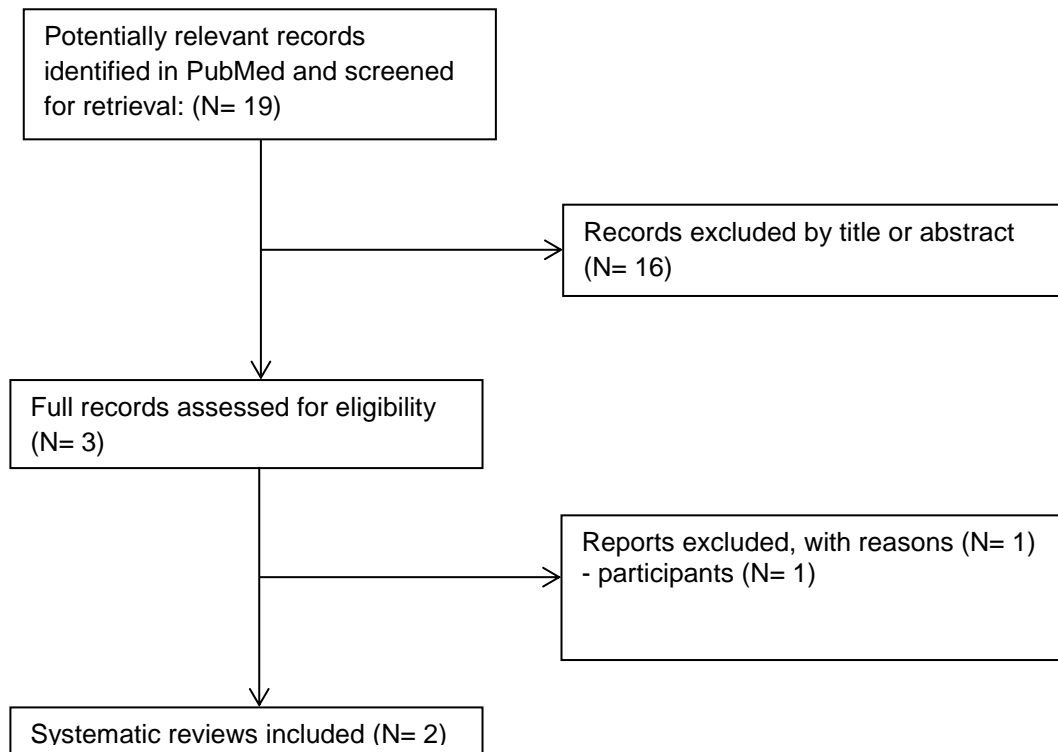 Potentially relevant records
identified in PubMed and screened
for retrieval: (N= 19)
Records excluded by title or abstract
(N= 16)
Full records assessed for eligibility
(N= 3)
Reports excluded, with reasons (N= 1)
- participants (N= 1)
Systematic reviews included (N= 2)